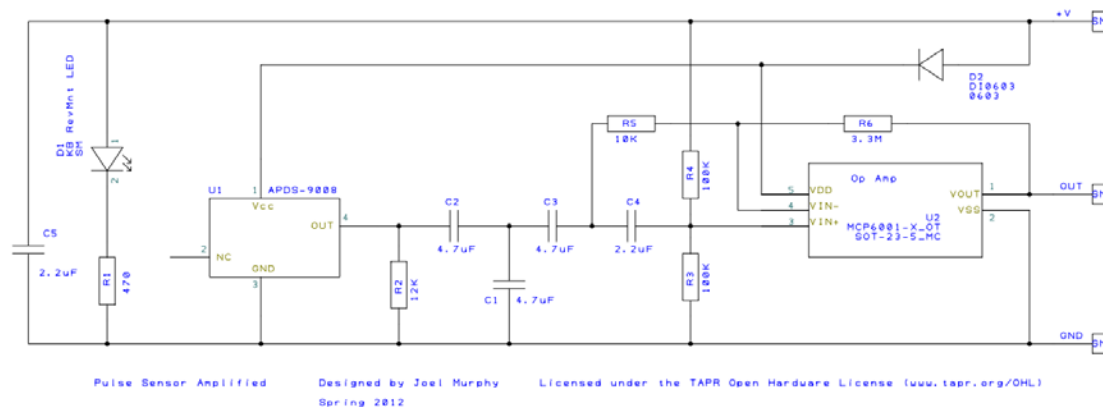 +V
SM
D2
DI0603
0603
D1
KB RevMnt LED
SM
1
2
R5
10K
R6
3.3M
R4
100K
Op Amp
5 VDD
4 VIN-
3 VIN+
VOUT 1
VSS 2
U2
MCP6001-X_OT
SOT-23-5_MC
OUT
U1 APDS-9008
1
Vcc
OUT 4
2 NC
GND
3
C2
4.7uF
C3
4.7uF
C4
2.2uF
C5
2.2uF
R1
470
R2
12K
C1 4.7uF
R3
100K
GND
Pulse Sensor Amplified Designed by Joel Murphy Licensed under the TAPR Open Hardware License (www.tapr.org/OHL)
Spring 2012